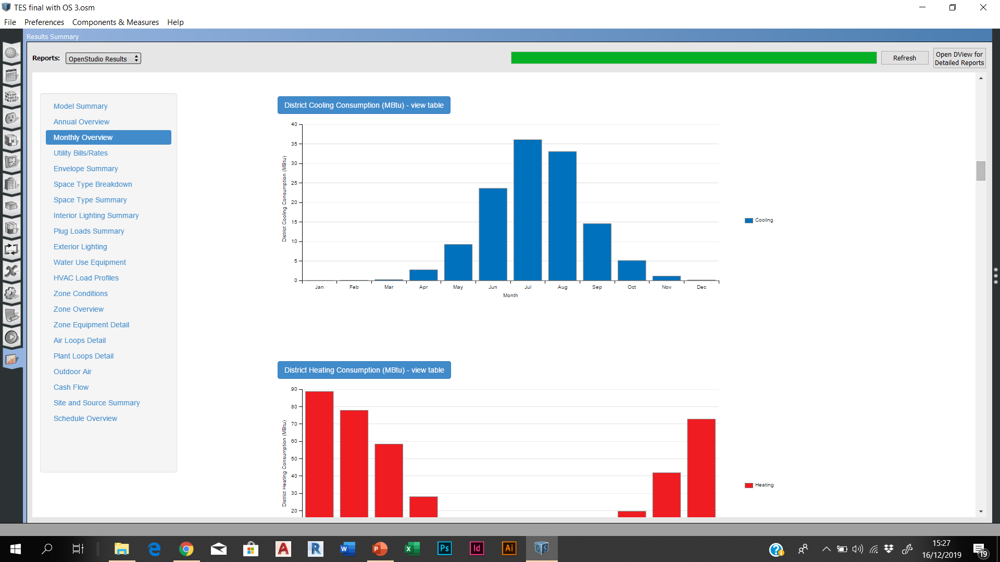 TES final with OS 3.osm
File Preferences Components & Measures Help
Results Summary
Reports: OpenStudio Results
Refresh
Open DView for
Detailed Reports
Model Summary
Annual Overview
Monthly Overview
Utility Bills/Rates
Envelope Summary
Space Type Breakdown
Space Type Summary
Interior Lighting Summary
Plug Loads Summary
Exterior Lighting
Water Use Equipment
HVAC Load Profiles
Zone Conditions
Zone Overview
Zone Equipment Detail
Air Loops Detail
Plant Loops Detail
Outdoor Air
Cash Flow
Site and Source Summary
Schedule Overview
District Cooling Consumption (MBtu) - view table
District Cooling Consumption (MBtu)
40
35
30
25
20
15
10
5
0
Jan Feb Mar Apr May Jun Jul Aug Sep Oct Nov Dec
Month
Cooling
District Heating Consumption (MBtu) - view table
District Heating Consumption (MBtu)
90
80
70
60
50
40
30
20
Heating
A R W P X Ps Id Ai OS
15:27
16/12/2019
19